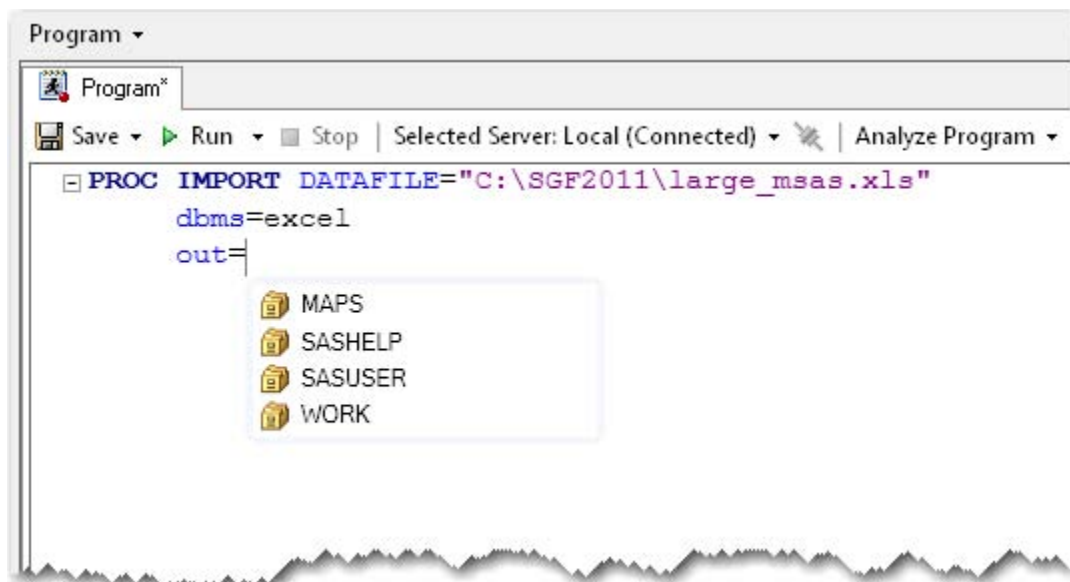 Program
Program*
Save Run Stop | Selected Server: Local (Connected) | Analyze Program
PROC IMPORT DATAFILE="C:\SGF2011\large_msas.xls"
dbms=excel
out=
MAPS
SASHELP
SASUSER
WORK